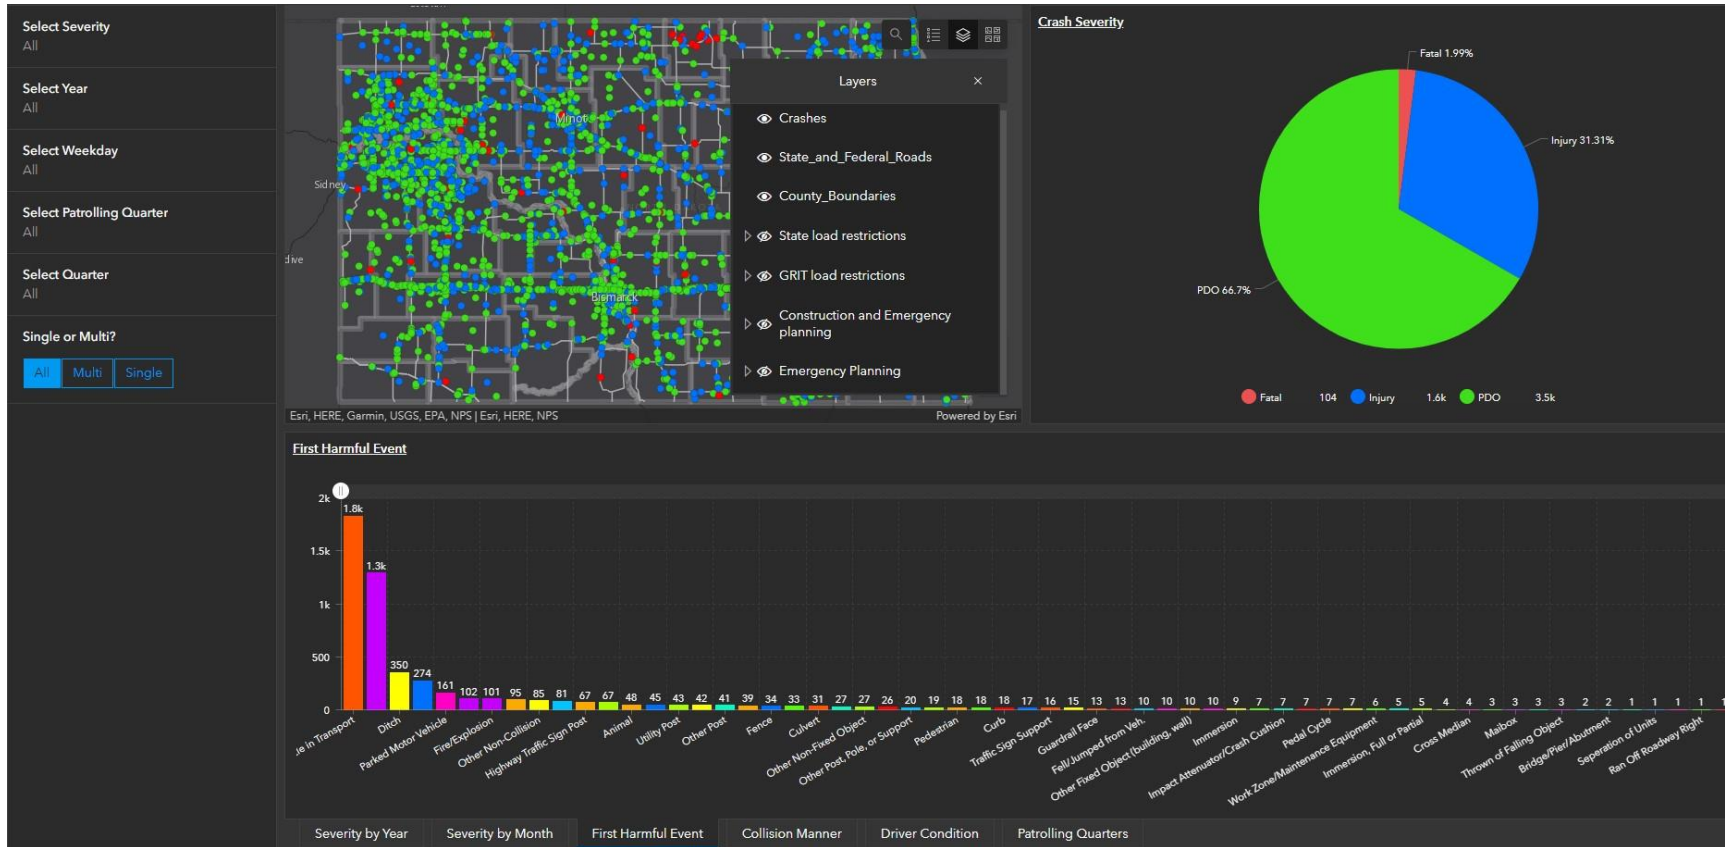 Select Severity
All
Select Year
All
Select Weekday
All
Select Patrolling Quarter
All
Select Quarter
All
Single or Multi?
All Multi Single
Minot
Sidney
dive
Bismarck
Layers
Crashes
State_and_Federal_Roads
County_Boundaries
State load restrictions
GRIT load restrictions
Construction and Emergency
planning
Emergency Planning
Esri, HERE, Garmin, USGS, EPA, NPS | Esri, HERE, NPS
Powered by Esri
Crash Severity
Fatal 1.99%
Injury 31.31%
PDO 66.7%
Fatal 104 Injury 1.6k PDO 3.5k
First Harmful Event
2k
1.5k
1k
500
0
1.8k 1.3k 350 274 161 102 101 95 85 81 67 67 48 45 43 42 41 39 34 33 31 27 27 26 20 19 18 18 18 17 16 15 13 13 10 10 10 10 9 7 7 7 7 7 6 5 5 4 4 3 3 3 3 2 2 1 1 1 1 1
.ie in Transport
Ditch
Parked Motor Vehicle
Fire/Explosion
Other Non-Collision
Highway Traffic Sign Post
Animal
Utility Post
Other Post
Fence
Culvert
Other Non-Fixed Object
Other Post, Pole, or Support
Pedestrian
Curb
Traffic Sign Support
Guardrail Face
Fell/Jumped from Veh.
Other Fixed Object (building, wall)
Immersion
Impact Attenuator/Crash Cushion
Pedal Cycle
Work Zone/Maintenance Equipment
Immersion, Full or Partial
Cross Median
Maibox
Thrown of Falling Object
Bridge/Pier/Abutment
Seperation of Units
Ran Off Roadway Right
Severity by Year Severity by Month First Harmful Event Collision Manner Driver Condition Patrolling Quarters